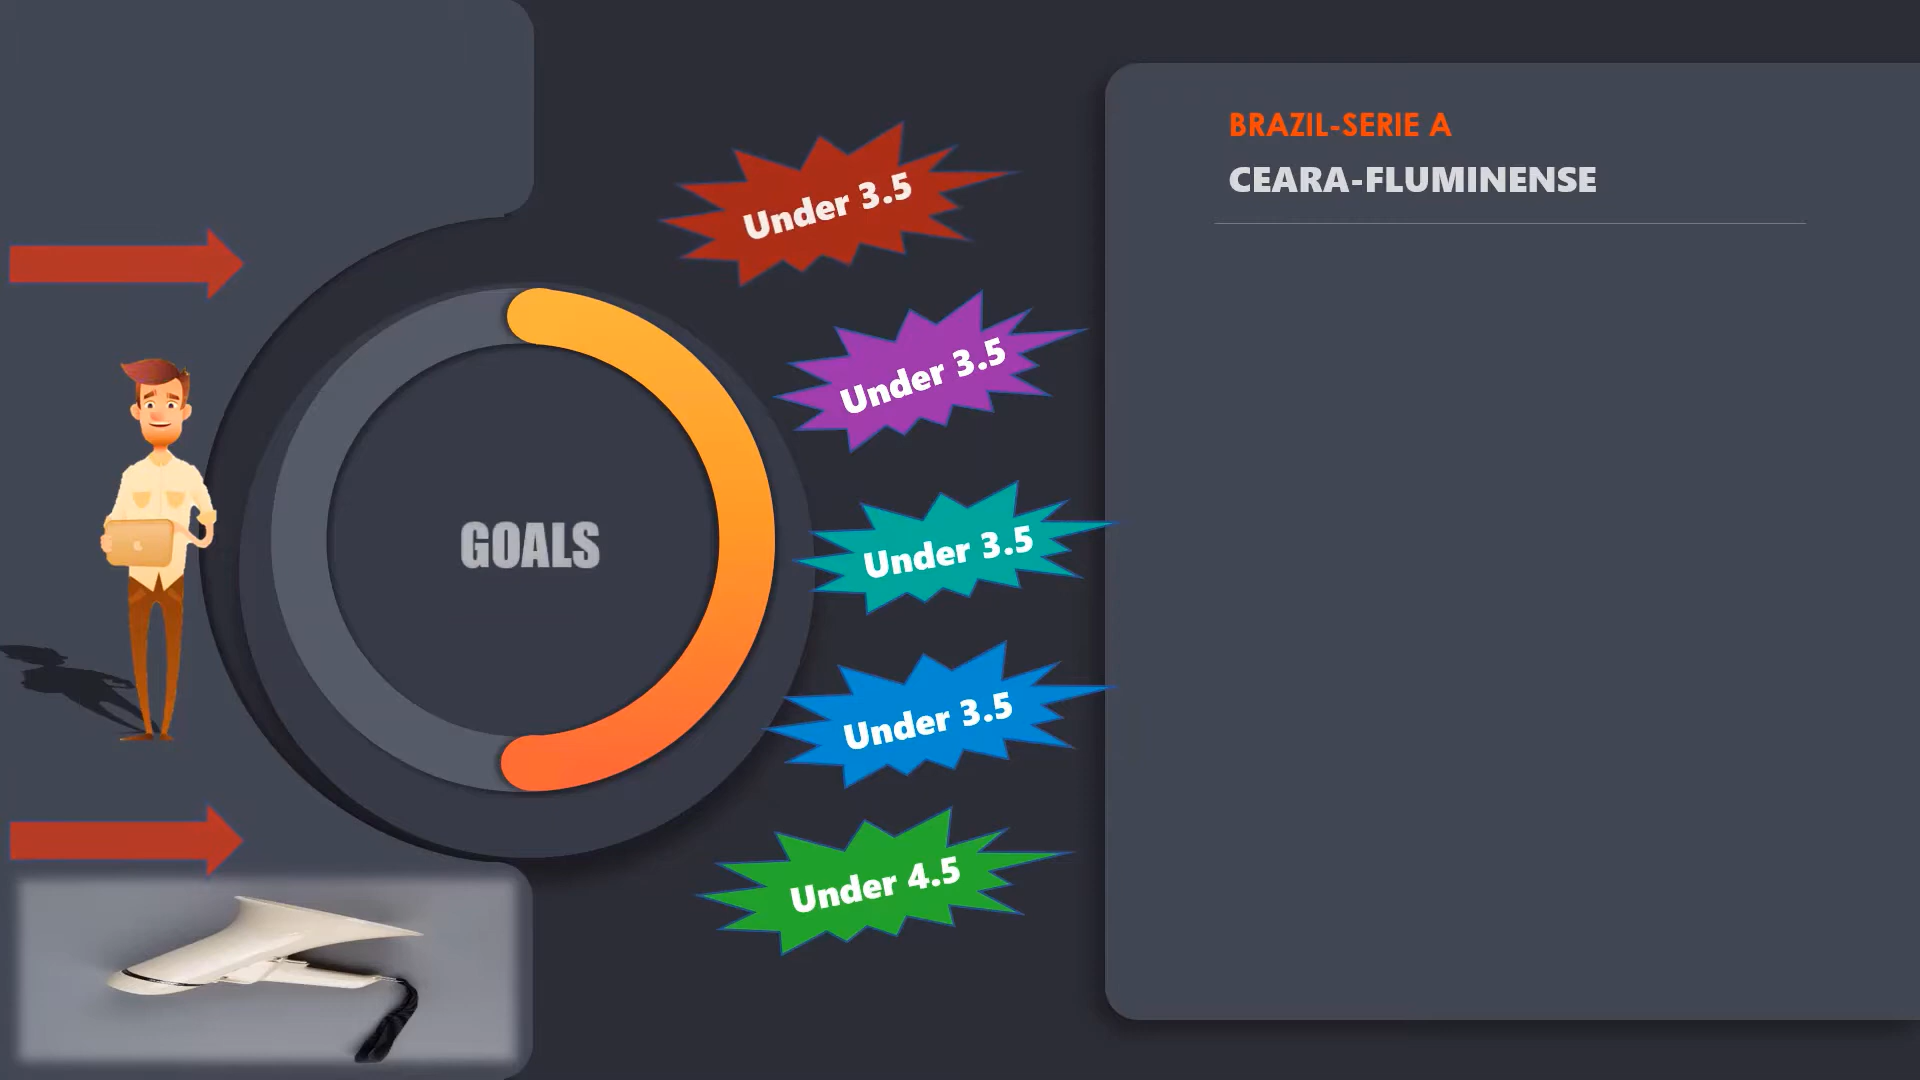 BRAZIL-SERIE A
CEARA-FLUMINENSE
Under 3.5
Under 3.5
GOALS
Under 3.5
Under 3.5
Under 4.5